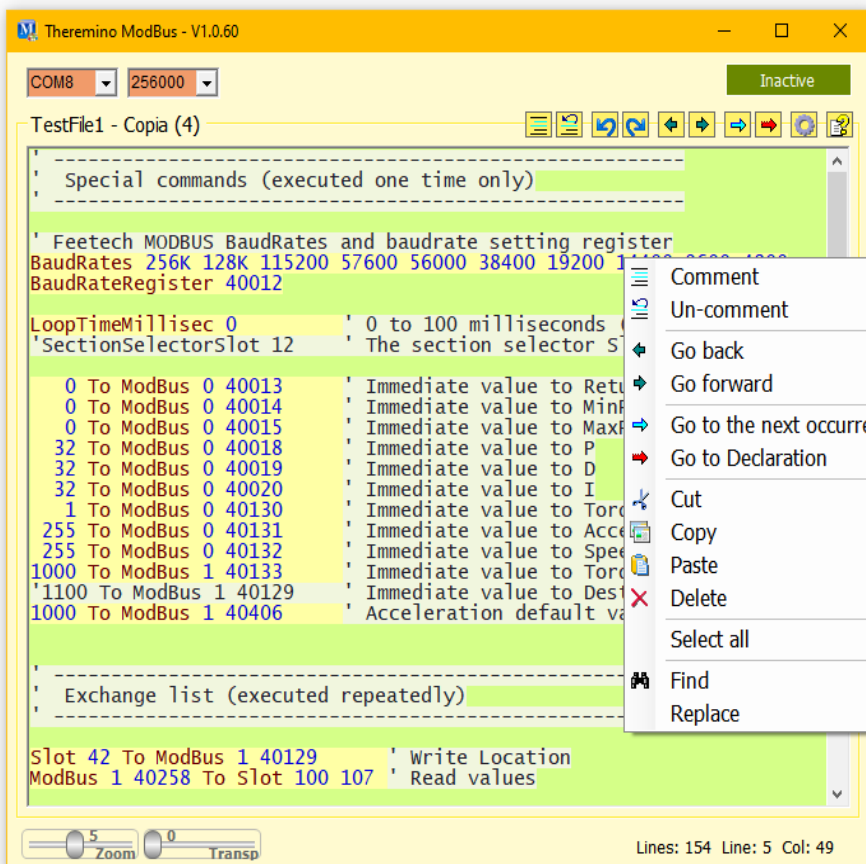 Theremino ModBus - V1.0.60
COM8 256000 Inactive
TestFile1 - Copia (4)
' ---------------------------------------------------------
'  Special commands (executed one time only)
' ---------------------------------------------------------
' Feetech MODBUS BaudRates and baudrate setting register
BaudRates 256K 128K 115200 57600 56000 38400 19200 14400 9600 4800
BaudRateRegister 40012
LoopTimeMillisec 0 ' 0 to 100 milliseconds
'SectionSelectorSlot 12 ' The section selector
0 To ModBus 0 40013 ' Immediate value to
0 To ModBus 0 40014 ' Immediate value to
0 To ModBus 0 40015 ' Immediate value to
32 To ModBus 0 40018 ' Immediate value to P
32 To ModBus 0 40019 ' Immediate value to D
32 To ModBus 0 40020 ' Immediate value to I
1 To ModBus 0 40130 ' Immediate value to
255 To ModBus 0 40131 ' Immediate value to
255 To ModBus 0 40132 ' Immediate value to
1000 To ModBus 1 40133 ' Immediate value to
'1100 To ModBus 1 40129 ' Immediate value to
1000 To ModBus 1 40406 ' Acceleration default
' ---------------------------------------------------------
'  Exchange list (executed repeatedly)
' ---------------------------------------------------------
Slot 42 To ModBus 1 40129 ' Write Location
ModBus 1 40258 To Slot 100 107 ' Read values
Comment
Un-comment
Go back
Go forward
Go to the next
Go to Declaration
Cut
Copy
Paste
Delete
Select all
Find
Replace
5 Zoom 0 Transp
Lines: 154 Line: 5 Col: 49